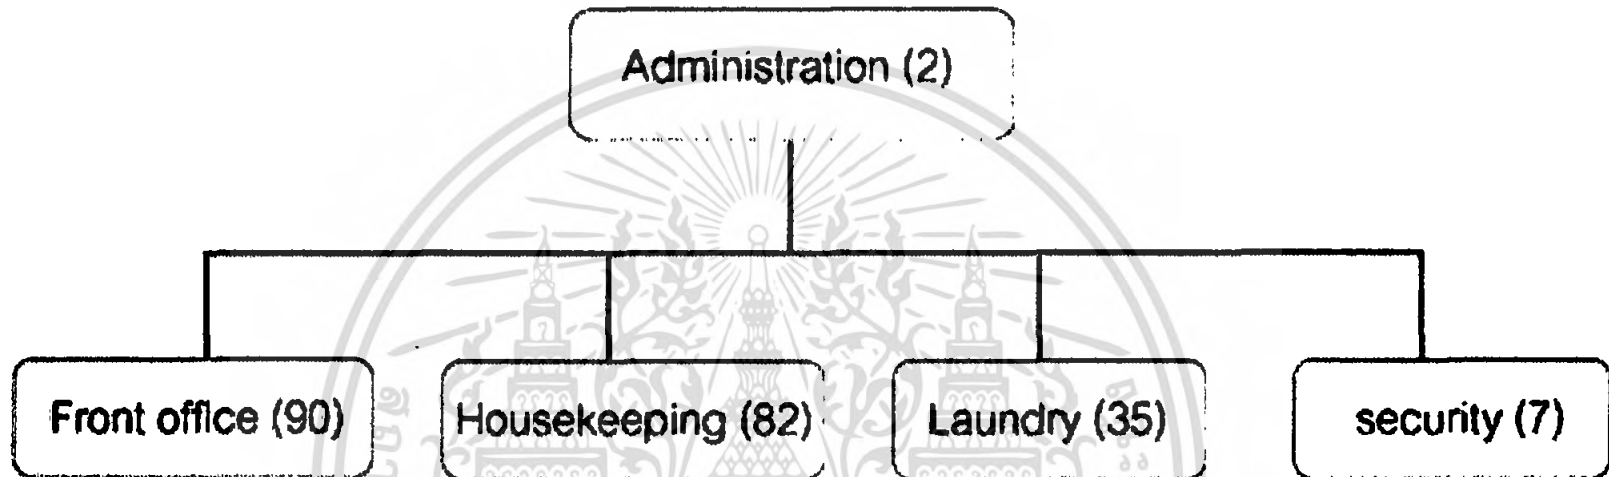 Administration (2)
Front office (90)
Housekeeping (82)
Laundry (35)
security (7)